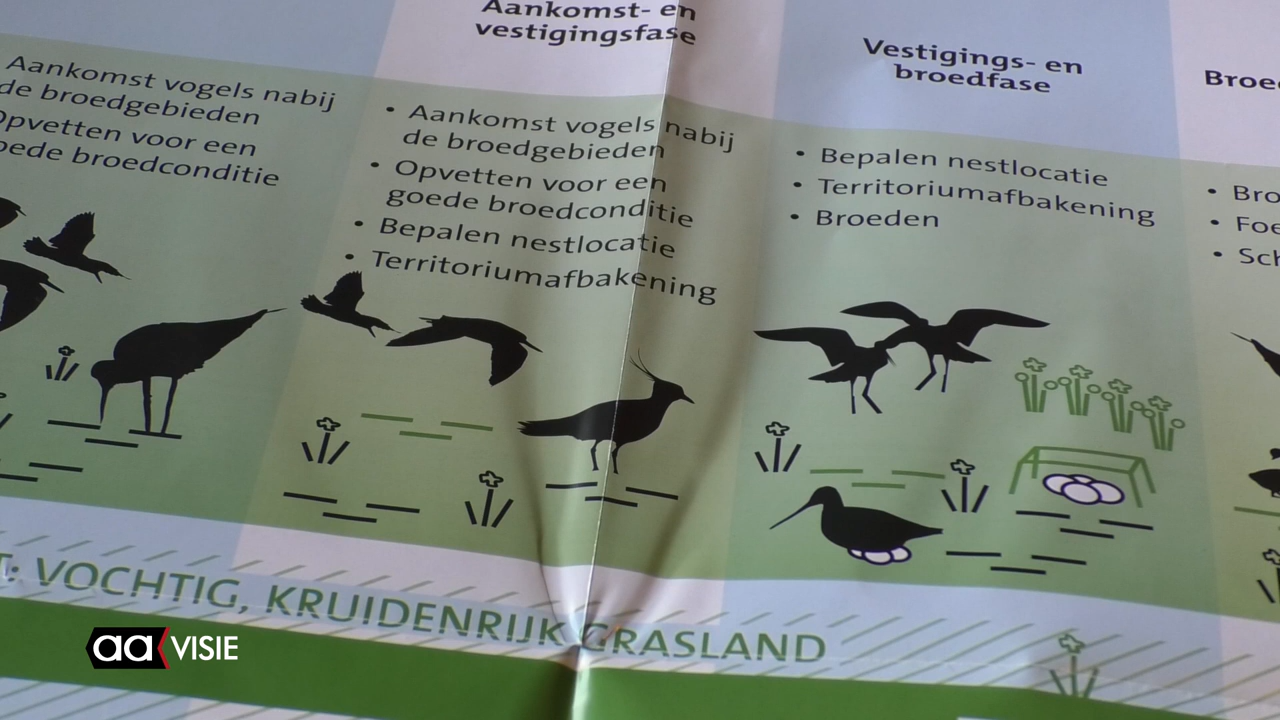 Aankomst vogels nabij
de broedgebieden
Opvetten voor een
goede broedconditie
Aankomst- en
vestigingsfase
• Aankomst vogels nabij
de broedgebieden
• Opvetten voor een
goede broedconditie
• Bepalen nestlocatie
• Territoriumafbakening
Vestigings- en
broedfase
• Bepalen nestlocatie
• Territoriumafbakening
• Broeden
VOCHTIG, KRUIDENRIJK GRASLAND
aa VISIE